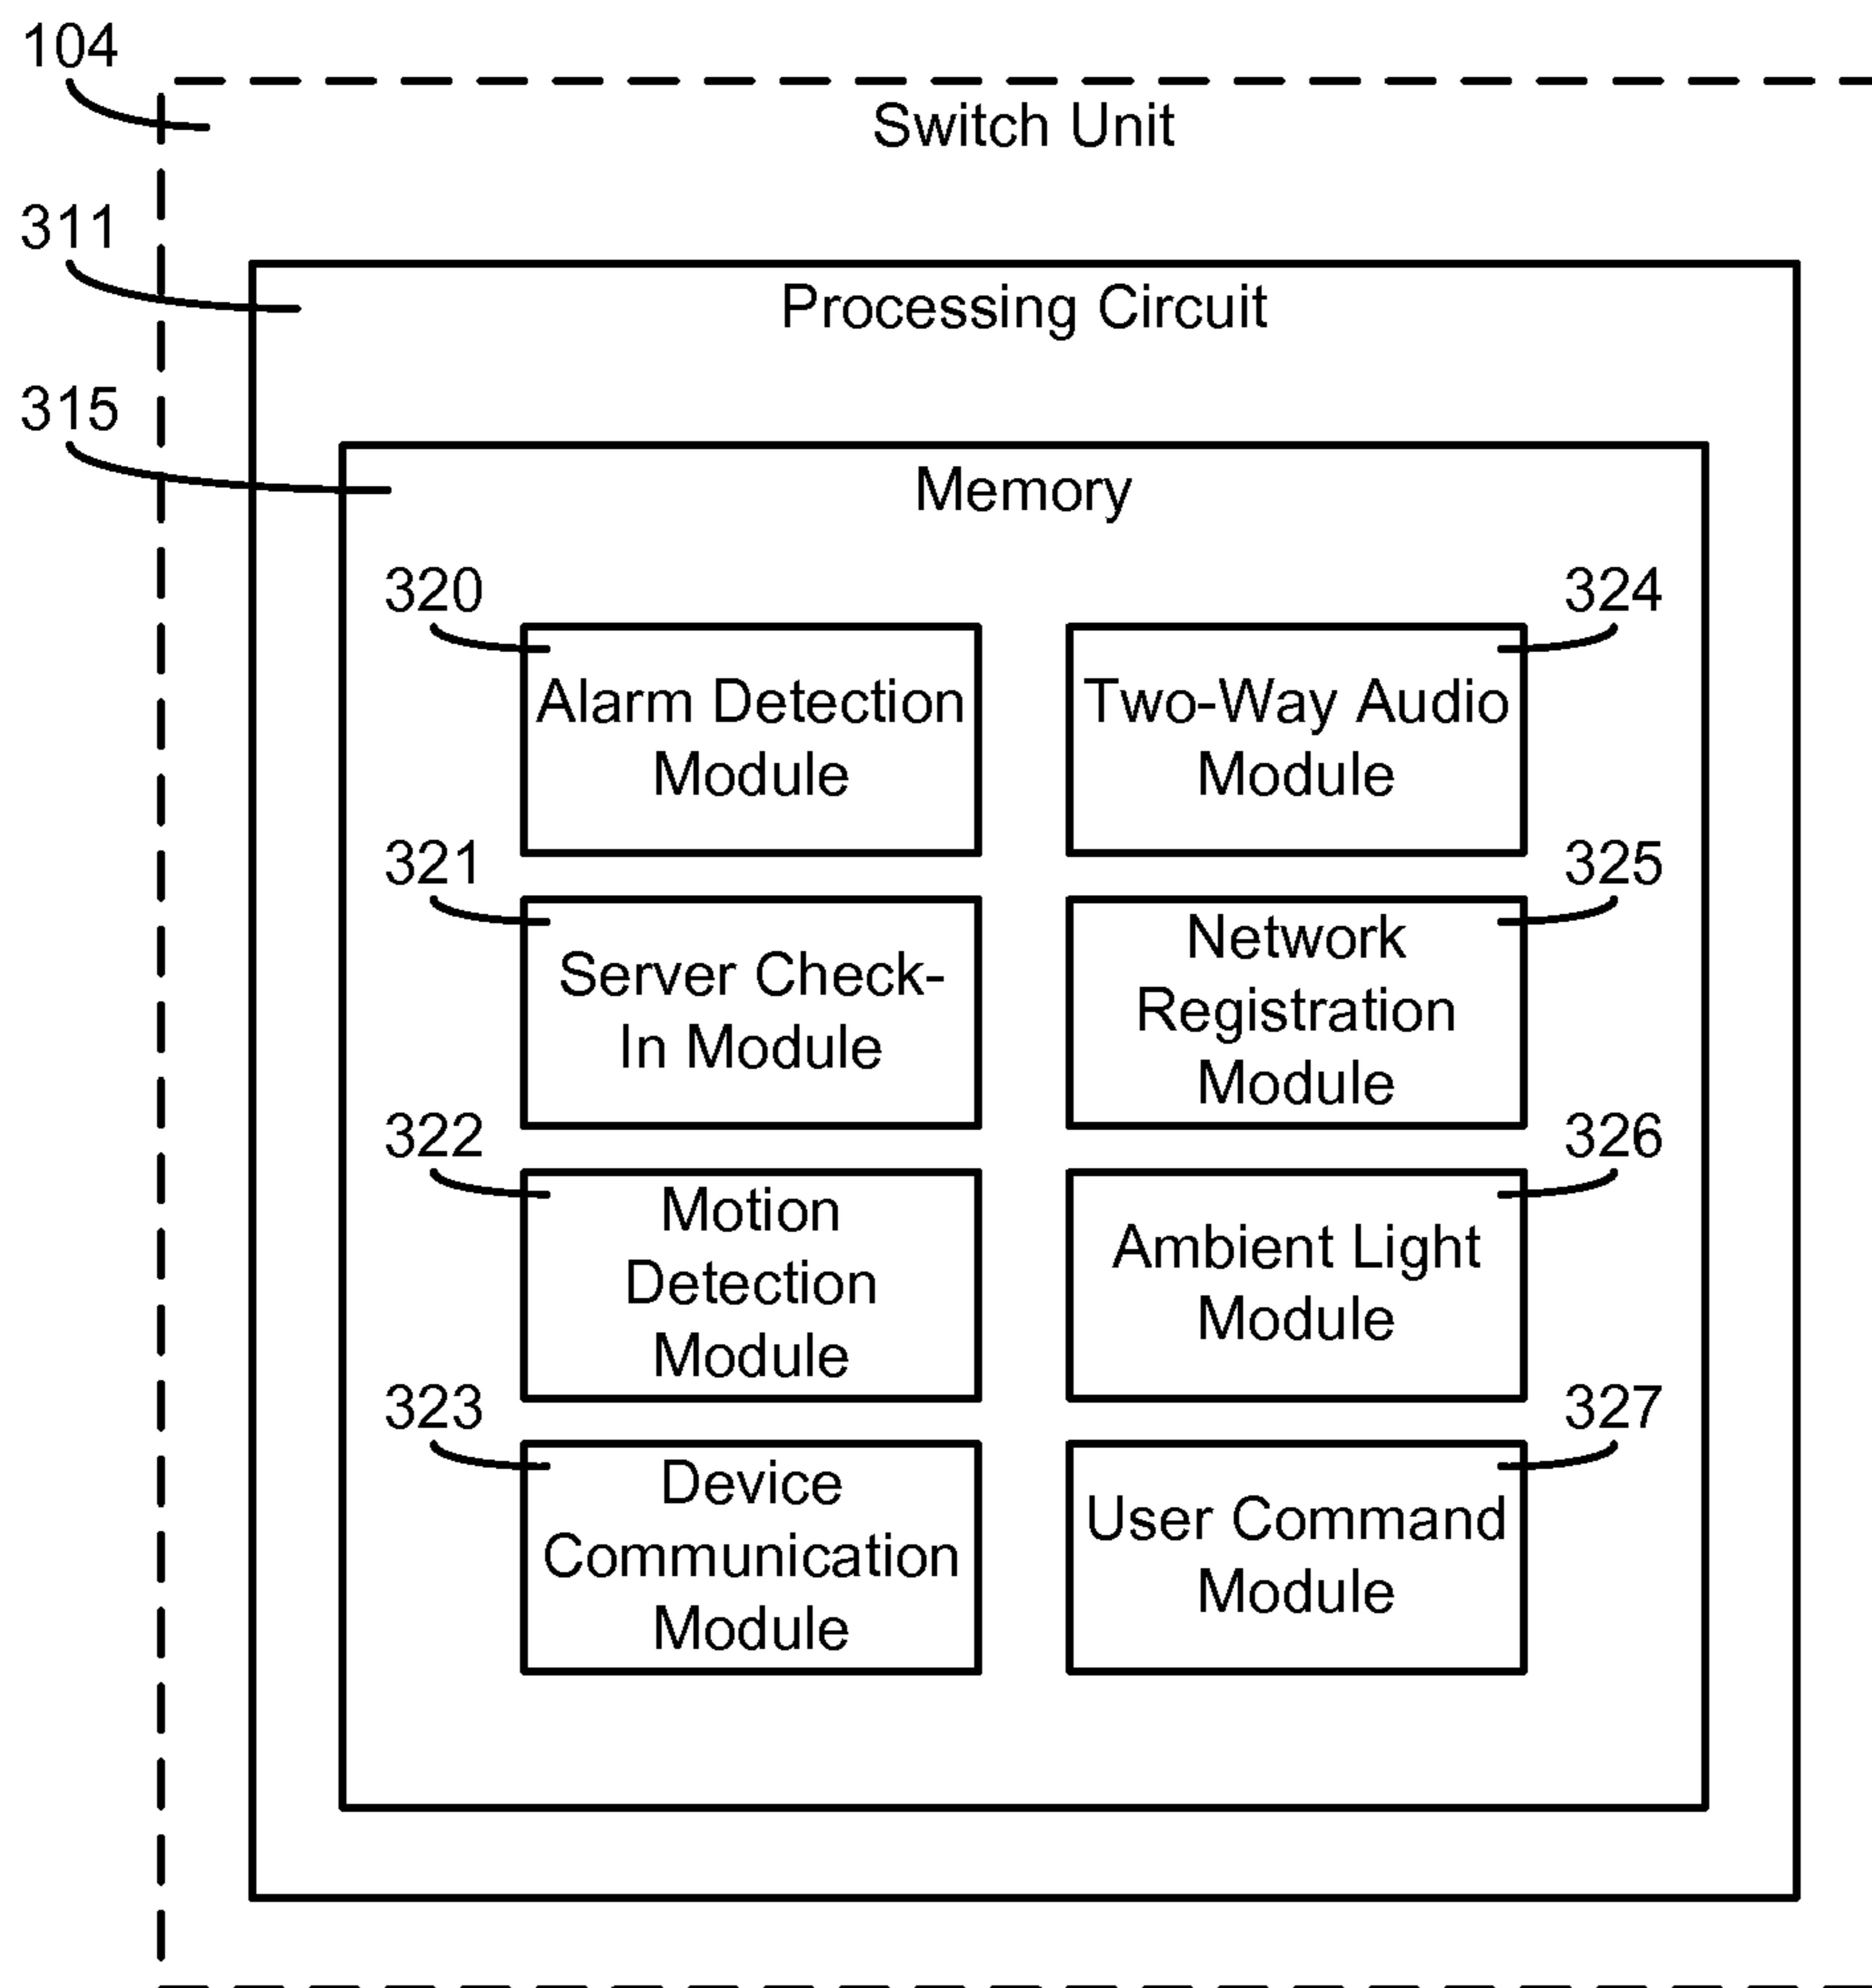 104
Switch Unit
311
Processing Circuit
315
Memory
320
Alarm Detection
Module
324
Two-Way Audio
Module
321
Server Check-
In Module
325
Network
Registration
Module
322
Motion
Detection
Module
326
Ambient Light
Module
323
Device
Communication
Module
327
User Command
Module